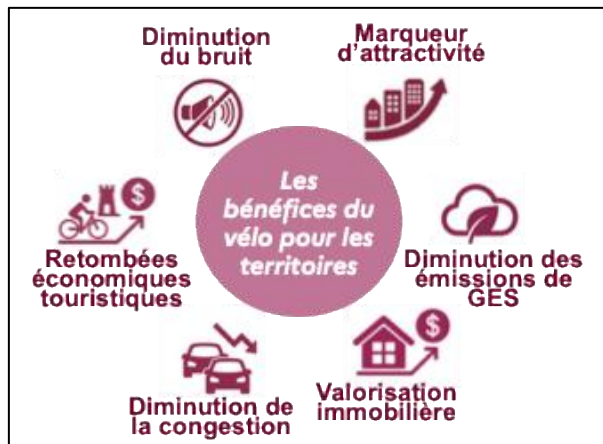 Diminution
du bruit
Marqueur
d'attractivité
Les
bénéfices du
vélo pour les
territoires
$
Retombées
économiques
touristiques
Diminution des
émissions de
GES
$
Diminution de
la congestion
Valorisation
immobilière